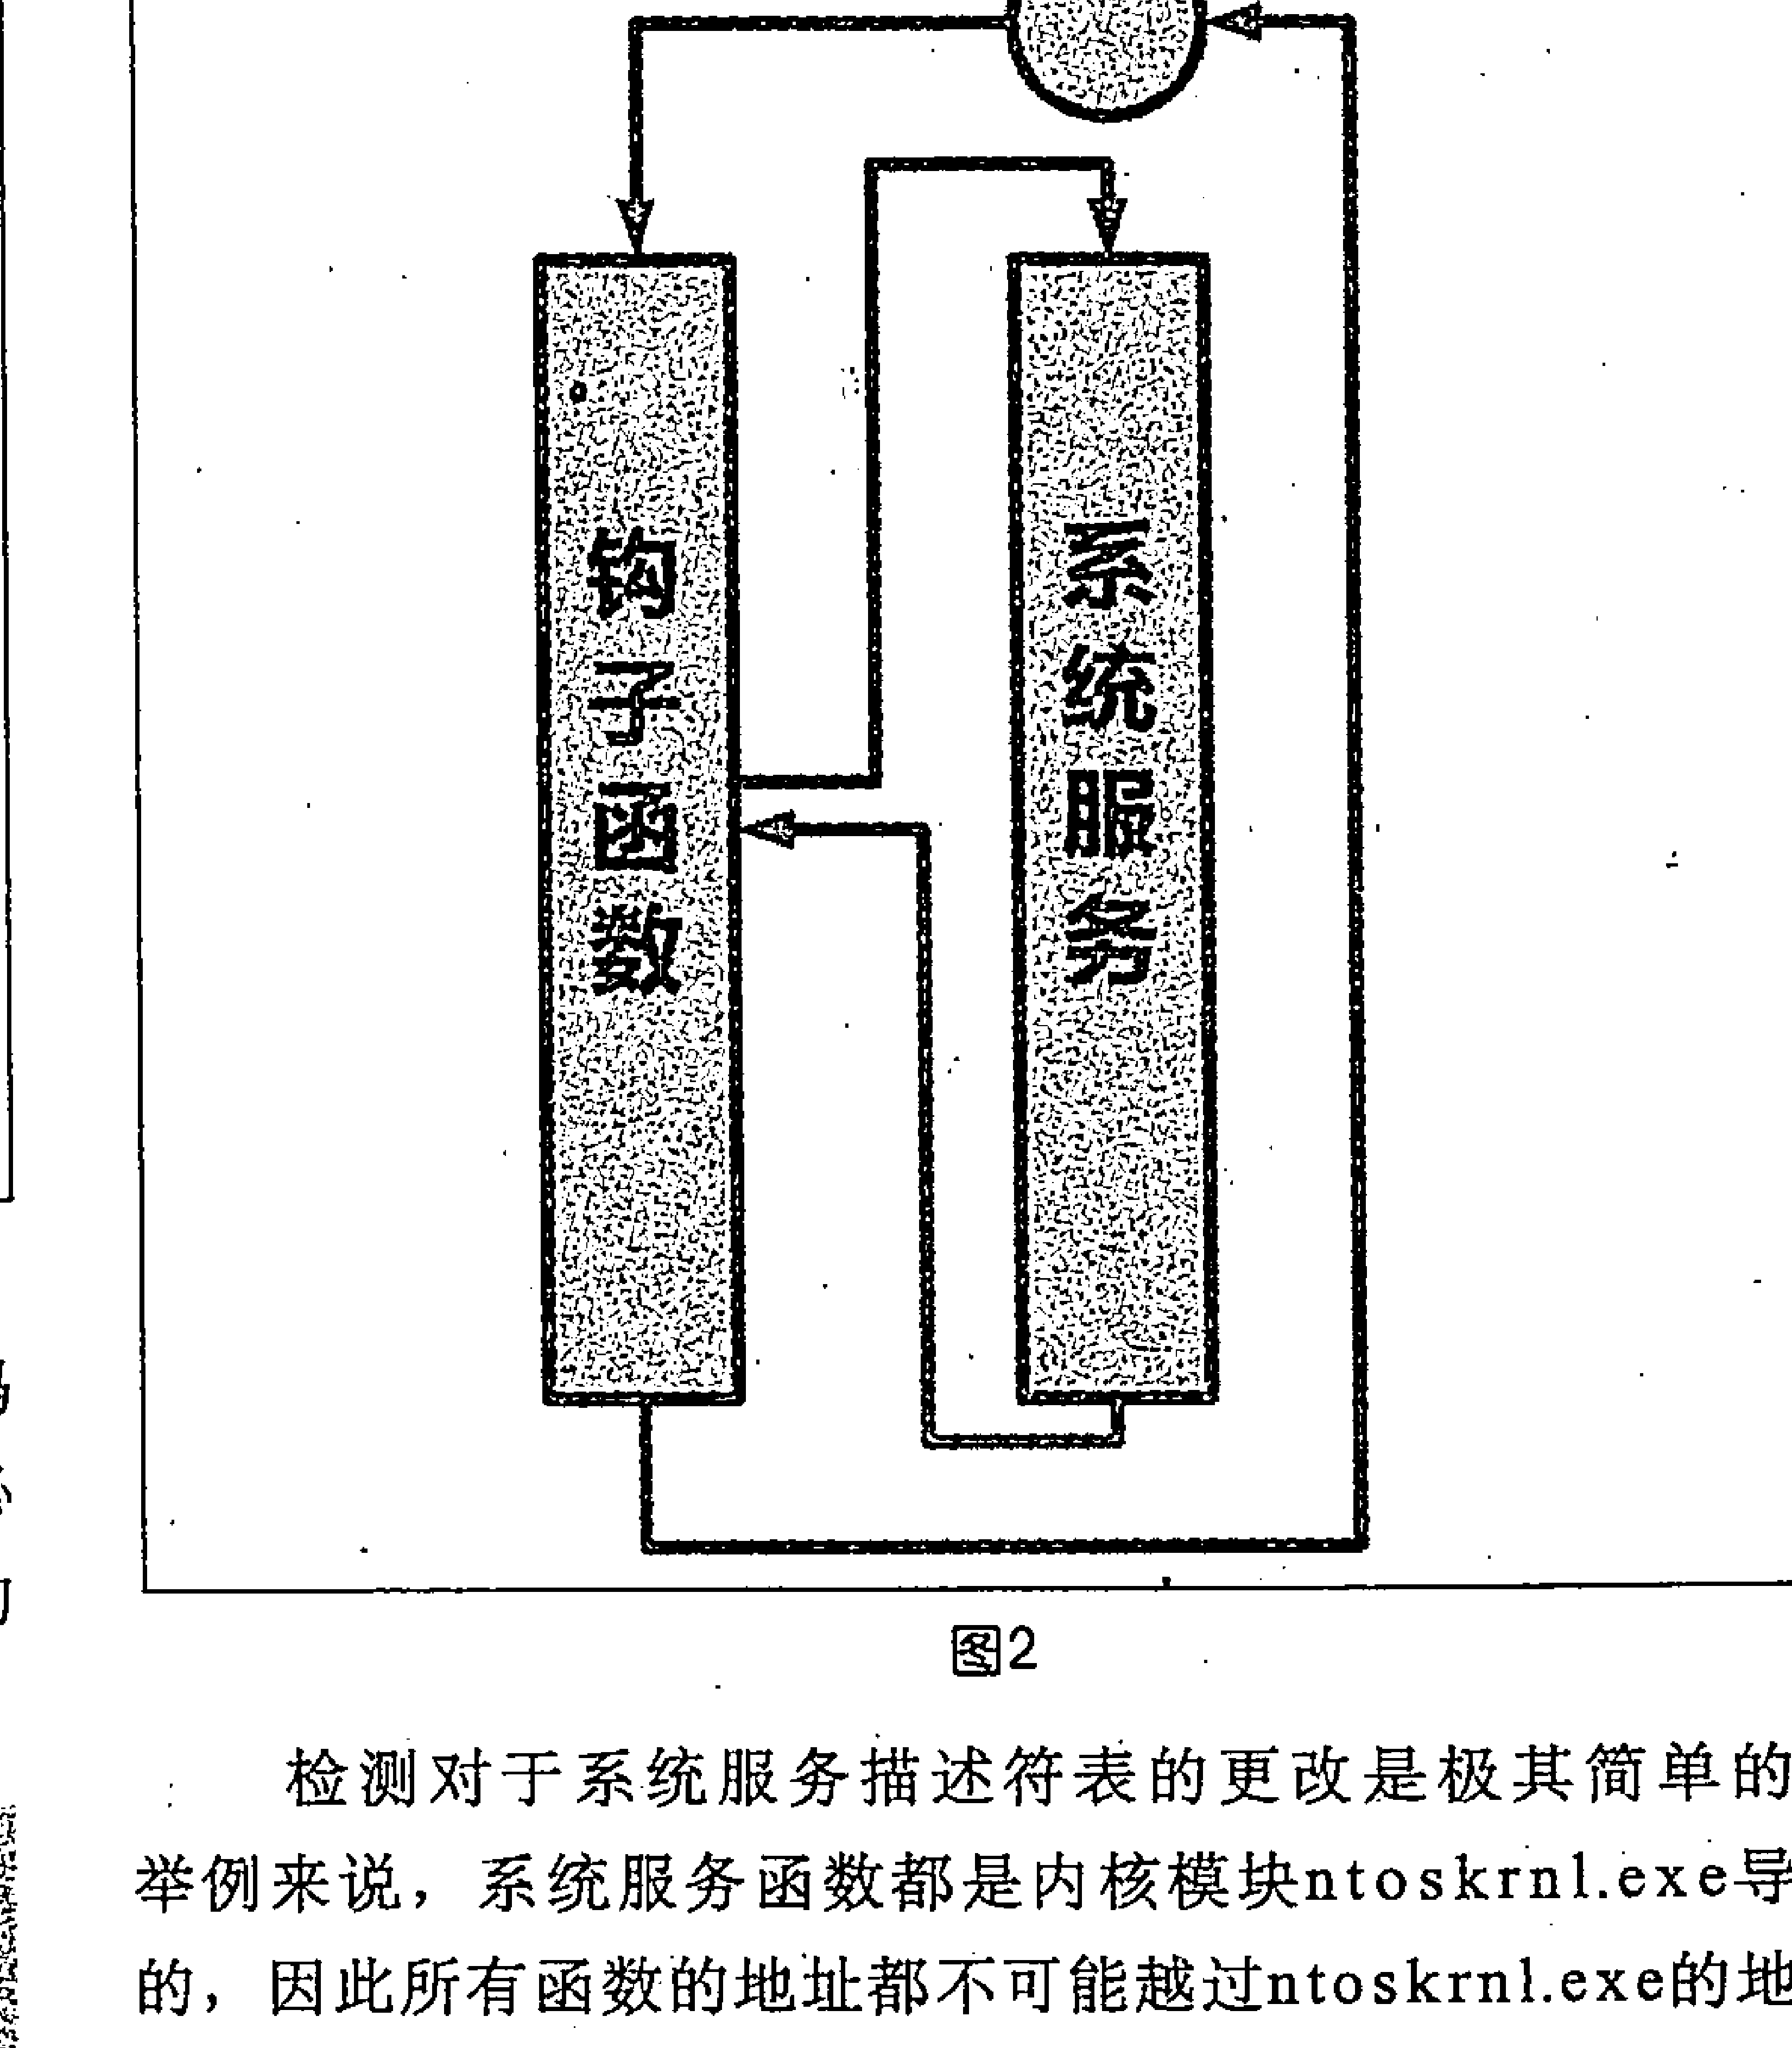 钩子函数
系统服务
图2
检测对于系统服务描述符表的更改是极其简单的
举例来说，系统服务函数都是内核模块ntoskrnl.exe导
的，因此所有函数的地址都不可能越过ntoskrnl.exe的地